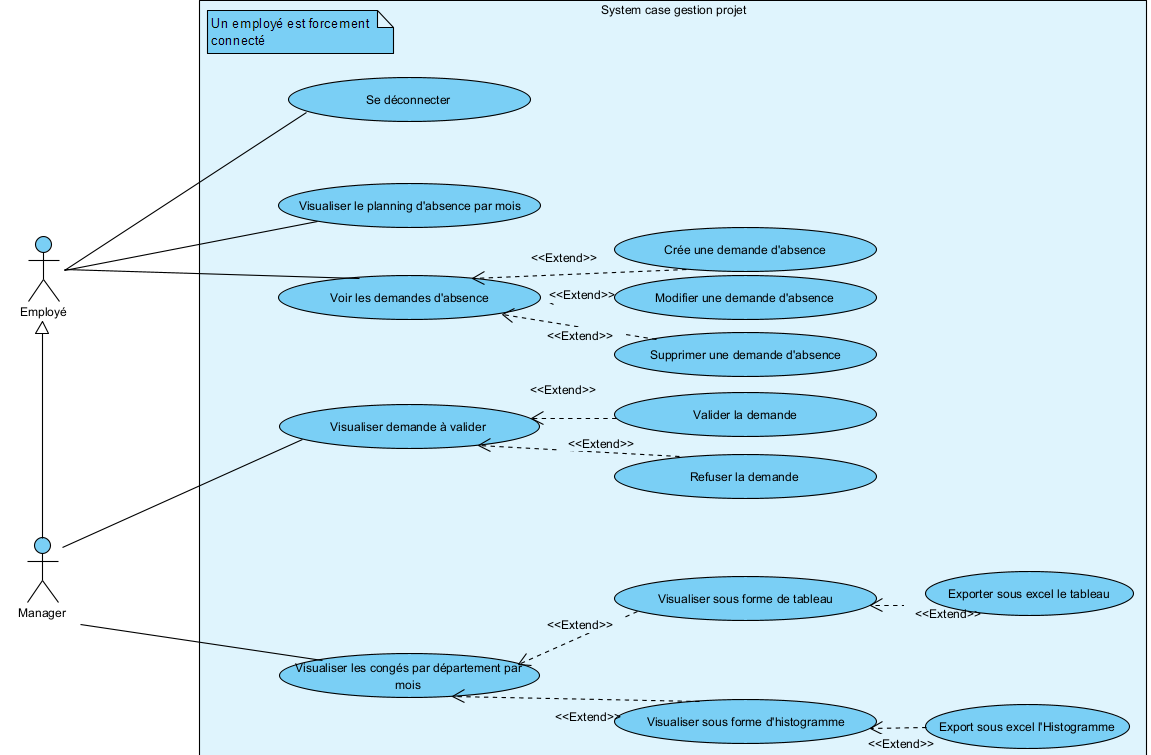 System case gestion projet
Un employé est forcement
connecté
Se déconnecter
Visualiser le planning d'absence par mois
Employé
Voir les demandes d'absence
<<Extend>>
Crée une demande d'absence
<<Extend>>
Modifier une demande d'absence
<<Extend>>
Supprimer une demande d'absence
<<Extend>>
Visualiser demande à valider
Valider la demande
<<Extend>>
Refuser la demande
Manager
Visualiser sous forme de tableau
Exporter sous excel le tableau
<<Extend>>
<<Extend>>
Visualiser les congés par département par
mois
<<Extend>>
Visualiser sous forme d'histogramme
Export sous excel l'Histogramme
<<Extend>>